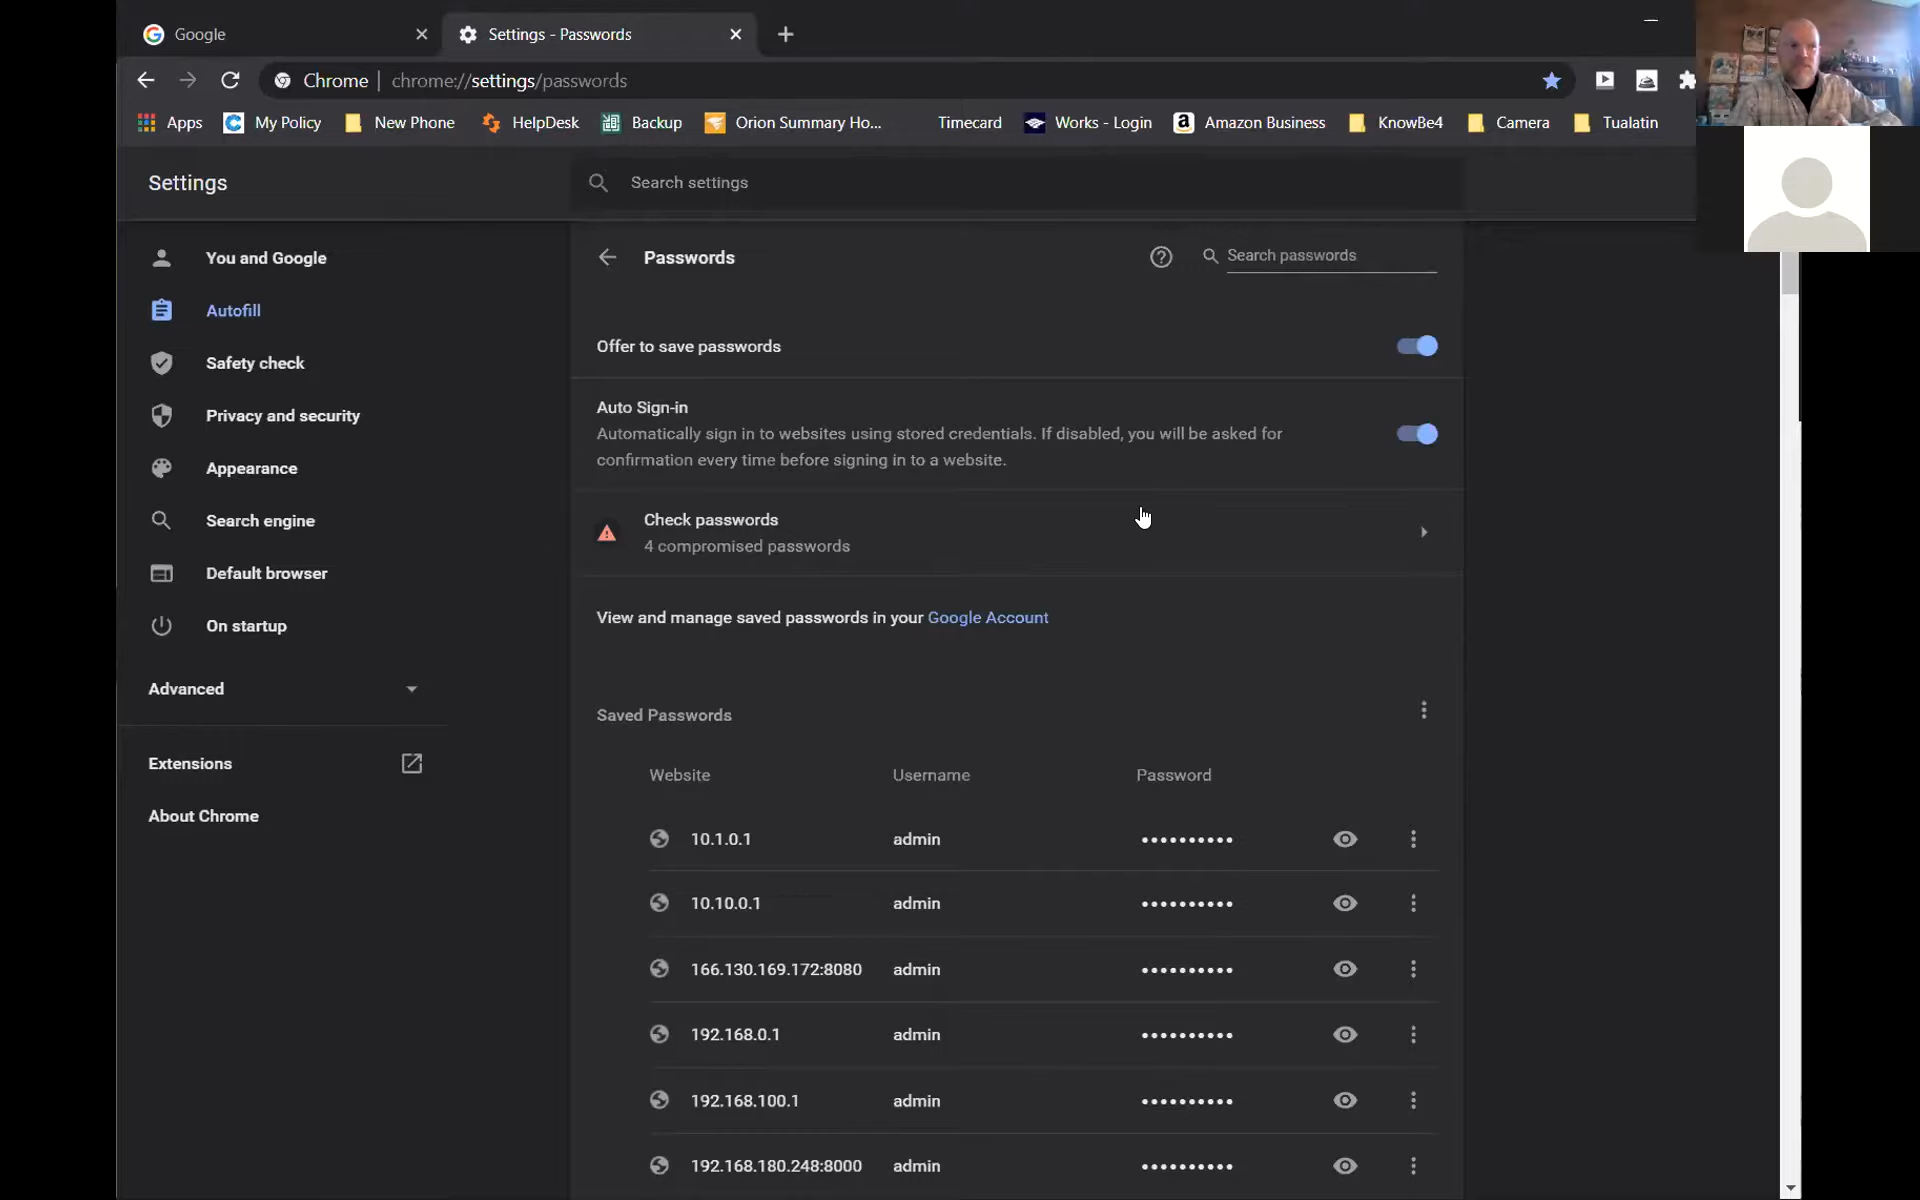 Google
Settings - Passwords
Chrome | chrome://settings/passwords
Apps My Policy New Phone HelpDesk Backup Orion Summary Ho... Timecard Works - Login Amazon Business KnowBe4 Camera Tualatin
Settings
Search settings
You and Google
Autofill
Safety check
Privacy and security
Appearance
Search engine
Default browser
On startup
Advanced
Extensions
About Chrome
Passwords
Search passwords
Offer to save passwords
Auto Sign-in
Automatically sign in to websites using stored credentials. If disabled, you will be asked for
confirmation every time before signing in to a website.
Check passwords
4 compromised passwords
View and manage saved passwords in your Google Account
Saved Passwords
Website Username Password
10.1.0.1 admin ••••••••••
10.10.0.1 admin ••••••••••
166.130.169.172:8080 admin ••••••••••
192.168.0.1 admin ••••••••••
192.168.100.1 admin ••••••••••
192.168.180.248:8000 admin ••••••••••